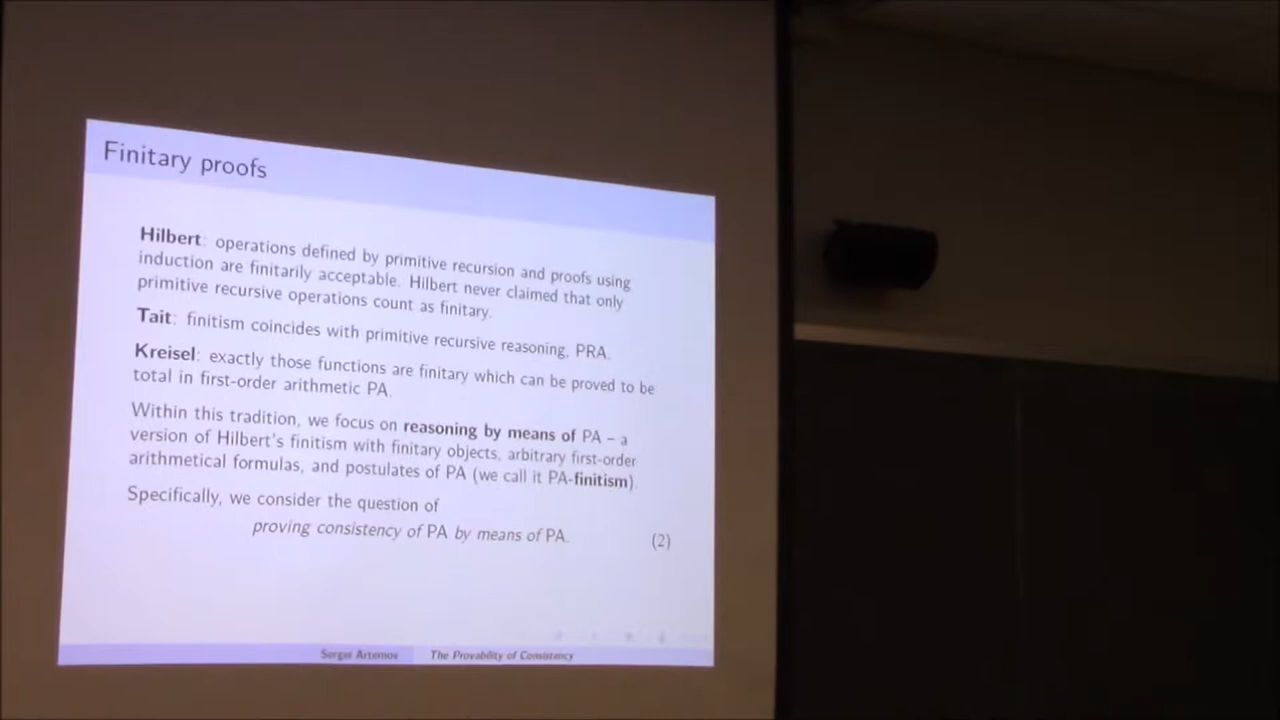 Finitary proofs
Hilbert: operations defined by primitive recursion and proofs using
induction are finitarily acceptable. Hilbert never claimed that only
primitive recursive operations count as finitary.
Tait: finitism coincides with primitive recursive reasoning, PRA.
Kreisel: exactly those functions are finitary which can be proved to be
total in first-order arithmetic PA.
Within this tradition, we focus on reasoning by means of PA – a
version of Hilbert's finitism with finitary objects, arbitrary first-order
arithmetical formulas, and postulates of PA (we call it PA-finitism).
Specifically, we consider the question of
proving consistency of PA by means of PA. (2)
Sergei Artemov The Provability of Consistency